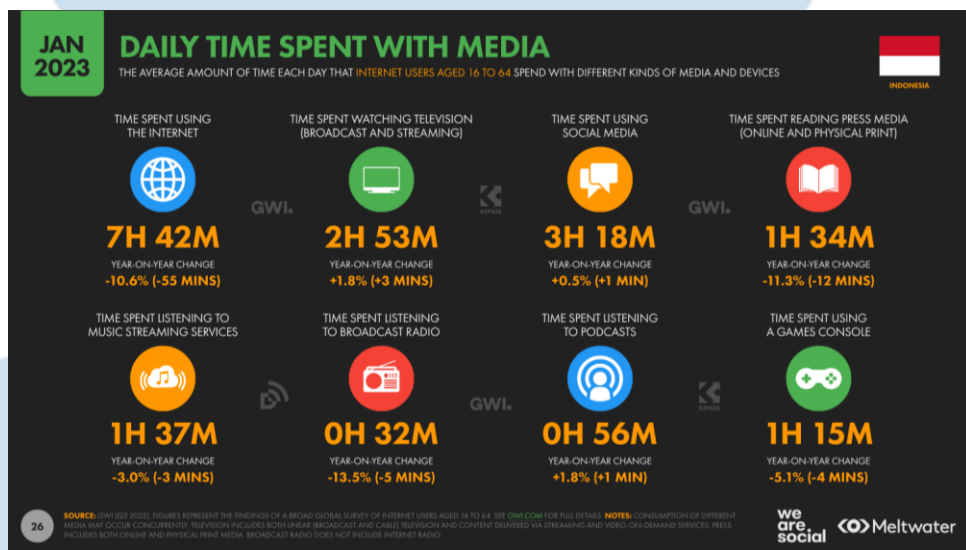 JAN
2023
DAILY TIME SPENT WITH MEDIA
THE AVERAGE AMOUNT OF TIME EACH DAY THAT INTERNET USERS AGED 16 TO 64 SPEND WITH DIFFERENT KINDS OF MEDIA AND DEVICES
INDONESIA
TIME SPENT USING
THE INTERNET
7H 42M
YEAR-ON-YEAR CHANGE
-10.6% (-55 MINS)
TIME SPENT WATCHING TELEVISION
(BROADCAST AND STREAMING)
2H 53M
YEAR-ON-YEAR CHANGE
+1.8% (+3 MINS)
TIME SPENT USING
SOCIAL MEDIA
3H 18M
YEAR-ON-YEAR CHANGE
+0.5% (+1 MIN)
TIME SPENT READING PRESS MEDIA
(ONLINE AND PHYSICAL PRINT)
1H 34M
YEAR-ON-YEAR CHANGE
-11.3% (-12 MINS)
GWI.
KEPIOS
GWI.
TIME SPENT LISTENING TO
MUSIC STREAMING SERVICES
1H 37M
YEAR-ON-YEAR CHANGE
-3.0% (-3 MINS)
TIME SPENT LISTENING
TO BROADCAST RADIO
0H 32M
YEAR-ON-YEAR CHANGE
-13.5% (-5 MINS)
TIME SPENT LISTENING
TO PODCASTS
0H 56M
YEAR-ON-YEAR CHANGE
+1.8% (+1 MIN)
TIME SPENT USING
A GAMES CONSOLE
1H 15M
YEAR-ON-YEAR CHANGE
-5.1% (-4 MINS)
GWI.
KEPIOS
26
SOURCE: GWI (Q3 2022). FIGURES REPRESENT THE FINDINGS OF A BROAD GLOBAL SURVEY OF INTERNET USERS AGED 16 TO 64. SEE GWI.COM FOR FULL DETAILS. NOTES: CONSUMPTION OF DIFFERENT
MEDIA MAY OCCUR CONCURRENTLY. TELEVISION INCLUDES BOTH LINEAR (BROADCAST AND CABLE) TELEVISION AND CONTENT DELIVERED VIA STREAMING AND VIDEO-ON-DEMAND SERVICES. PRESS
INCLUDES BOTH ONLINE AND PHYSICAL PRINT MEDIA. BROADCAST RADIO DOES NOT INCLUDE INTERNET RADIO.
we
are
social
Meltwater